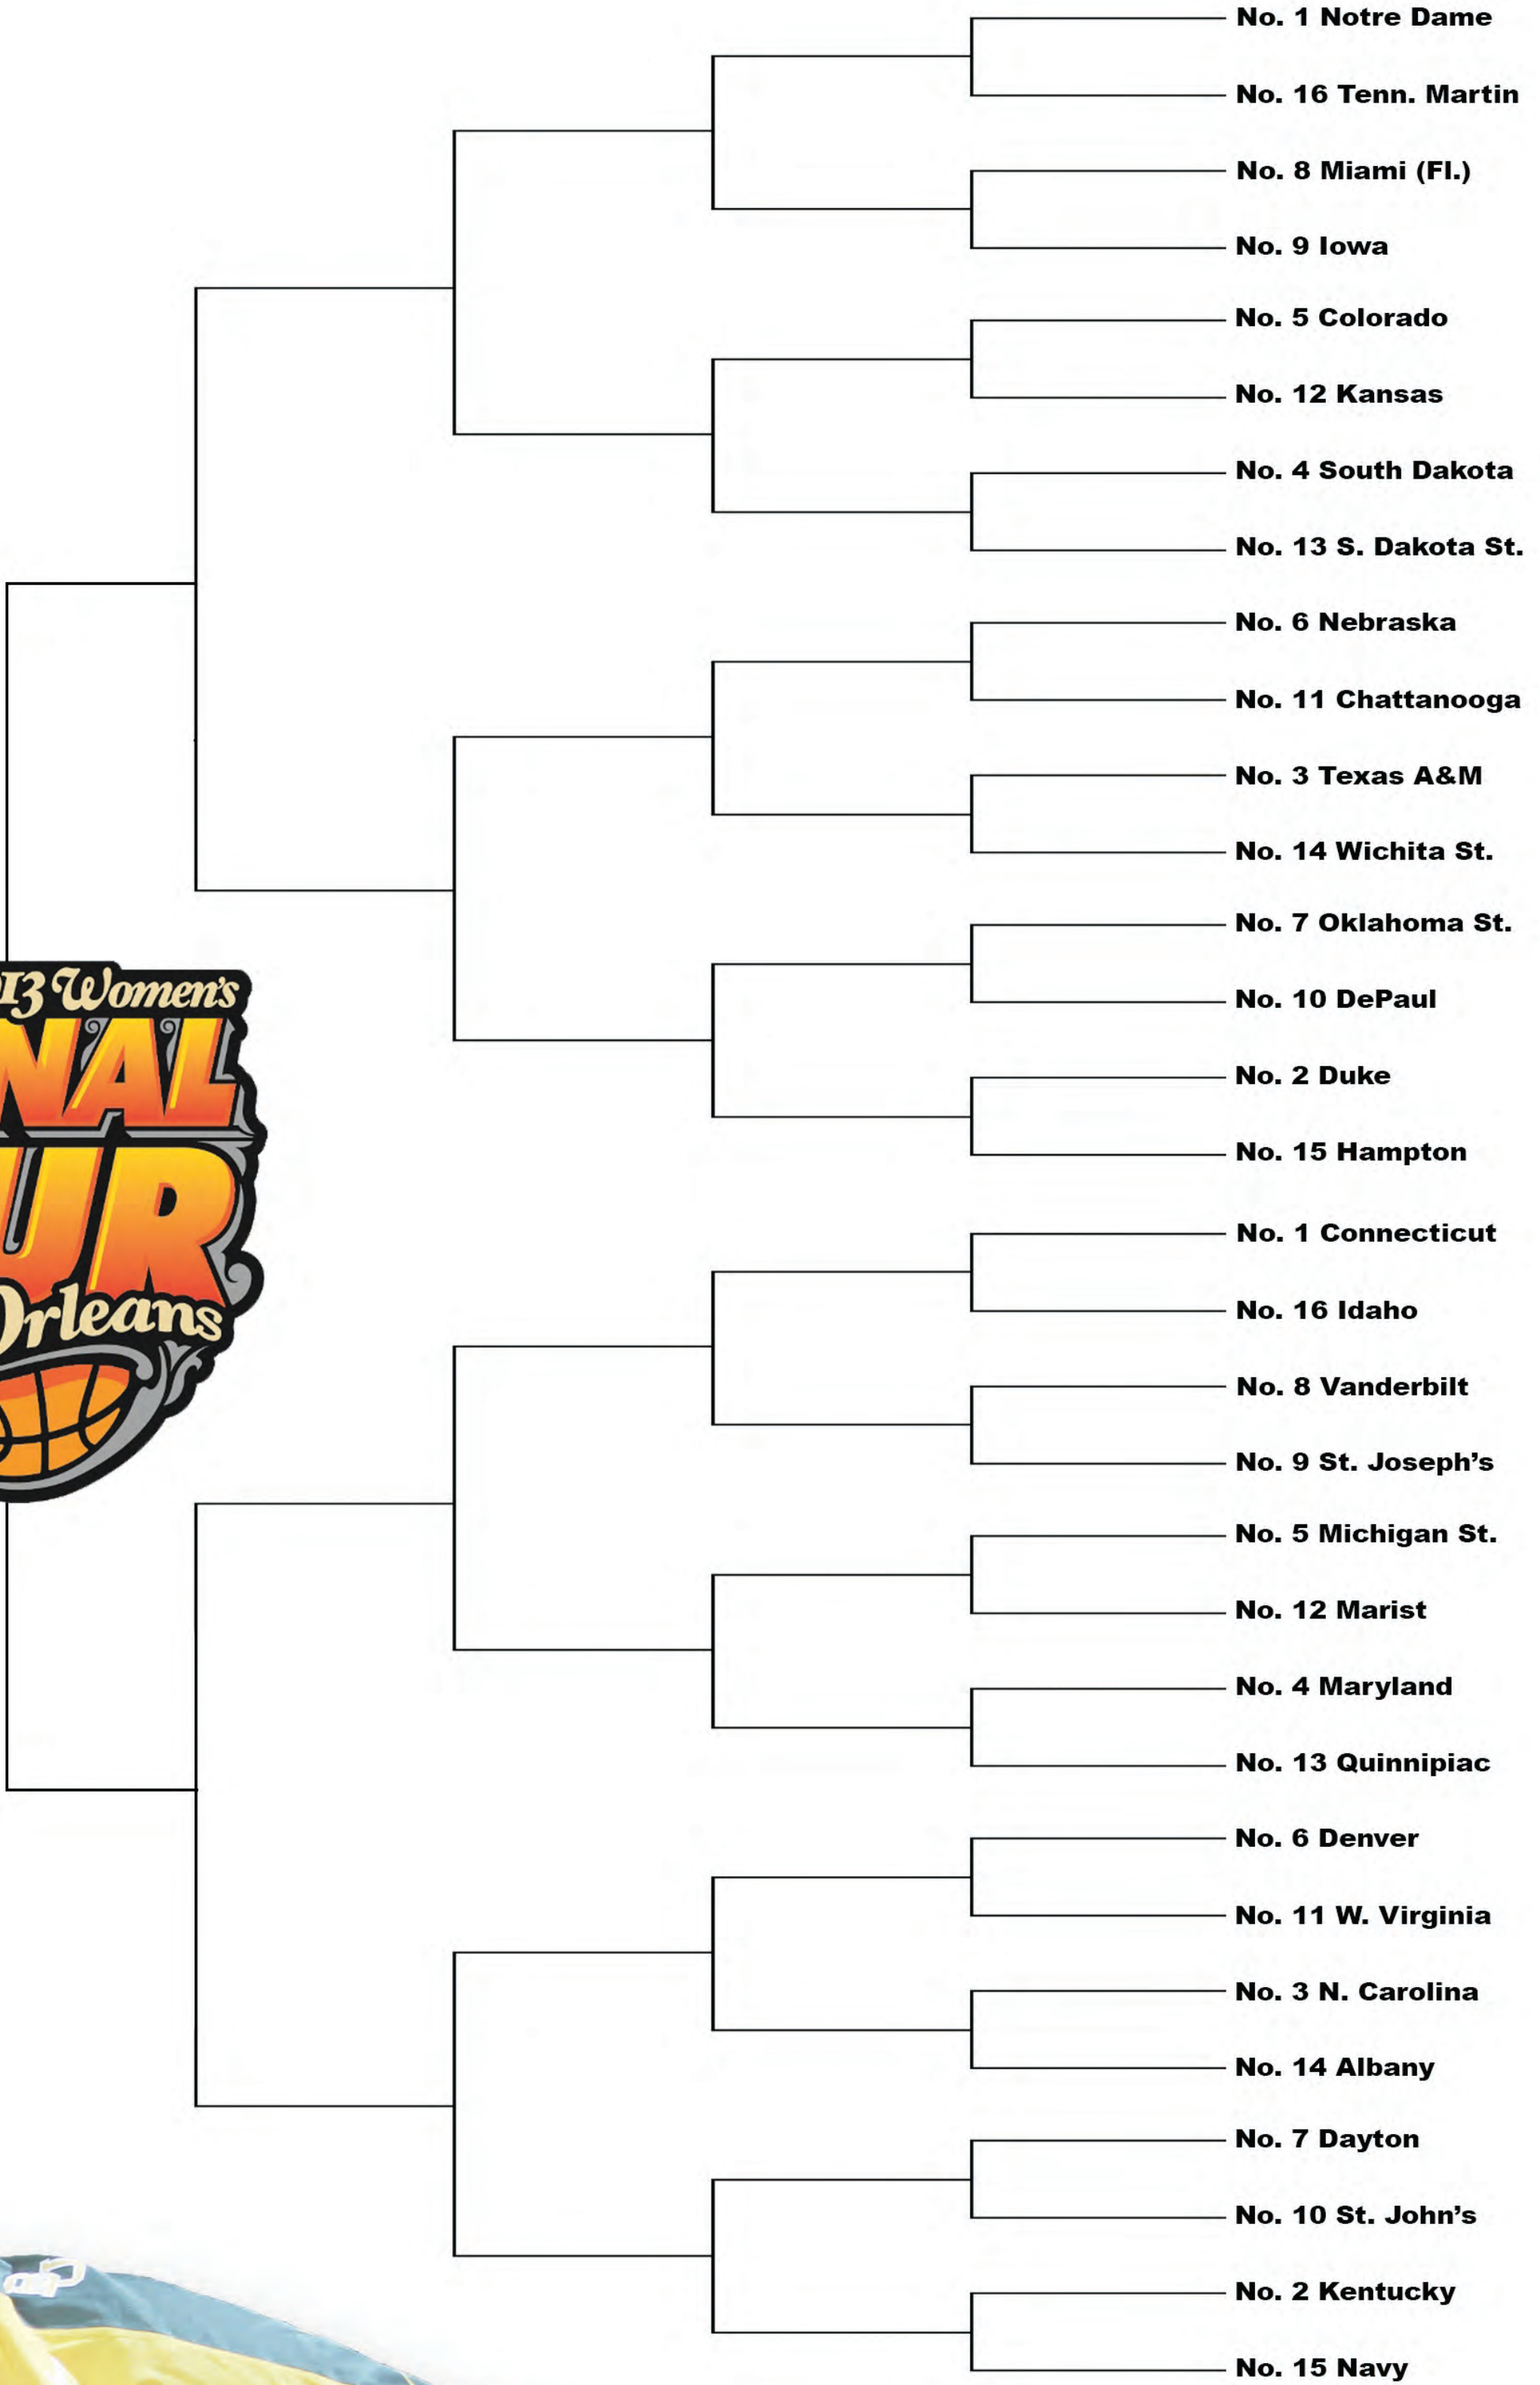 No. 1 Notre Dame
No. 16 Tenn. Martin
No. 8 Miami (Fl.)
No. 9 Iowa
No. 5 Colorado
No. 12 Kansas
No. 4 South Dakota
No. 13 S. Dakota St.
No. 6 Nebraska
No. 11 Chattanooga
No. 3 Texas A&M
No. 14 Wichita St.
No. 7 Oklahoma St.
No. 10 DePaul
No. 2 Duke
No. 15 Hampton
13 Women's
NAL
UR
Orleans
No. 1 Connecticut
No. 16 Idaho
No. 8 Vanderbilt
No. 9 St. Joseph’s
No. 5 Michigan St.
No. 12 Marist
No. 4 Maryland
No. 13 Quinnipiac
No. 6 Denver
No. 11 W. Virginia
No. 3 N. Carolina
No. 14 Albany
No. 7 Dayton
No. 10 St. John’s
No. 2 Kentucky
No. 15 Navy